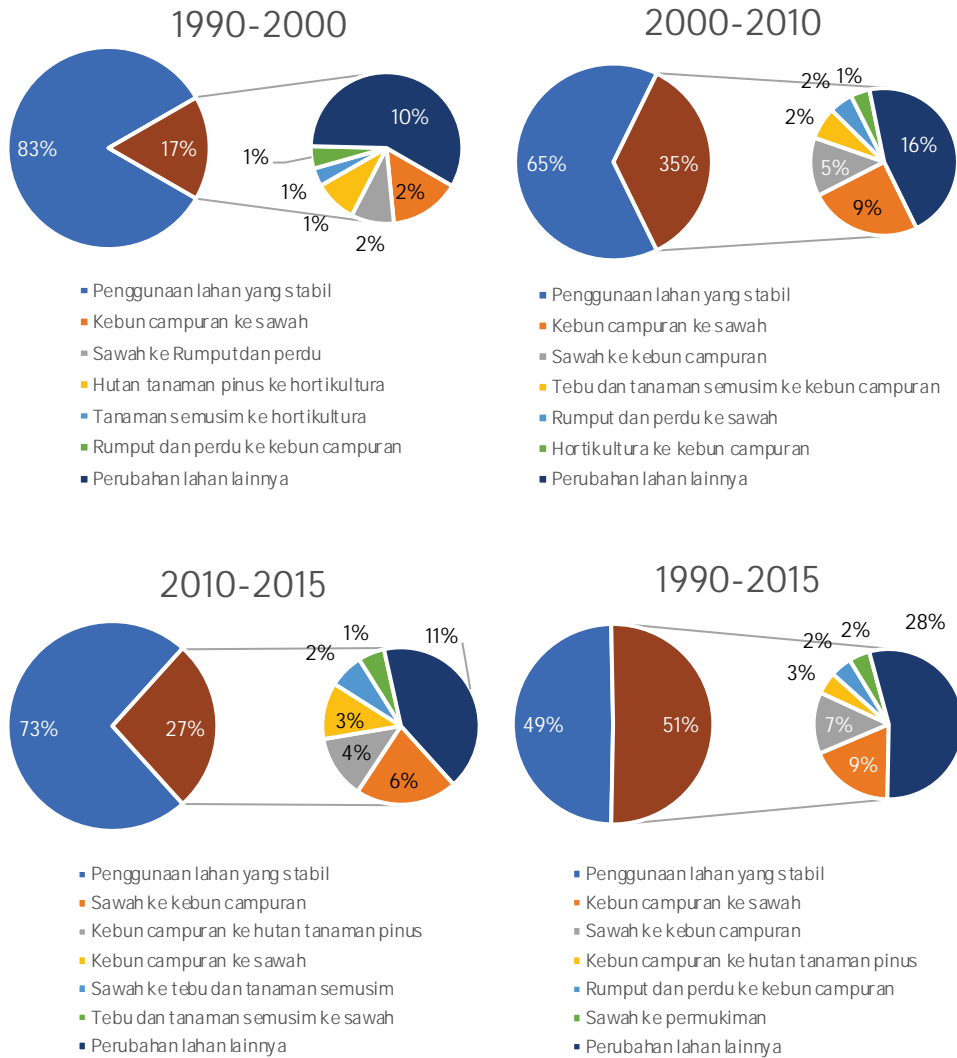 1990-2000
83%
17%
10%
2%
2%
1%
1%
1%
Penggunaan lahan yang stabil
Kebun campuran ke sawah
Sawah ke Rumput dan perdu
Hutan tanaman pinus ke hortikultura
Tanaman semusim ke hortikultura
Rumput dan perdu ke kebun campuran
Perubahan lahan lainnya
2000-2010
65%
35%
16%
9%
5%
2%
2%
1%
Penggunaan lahan yang stabil
Kebun campuran ke sawah
Sawah ke kebun campuran
Tebu dan tanaman semusim ke kebun campuran
Rumput dan perdu ke sawah
Hortikultura ke kebun campuran
Perubahan lahan lainnya
2010-2015
73%
27%
11%
6%
4%
3%
2%
1%
Penggunaan lahan yang stabil
Sawah ke kebun campuran
Kebun campuran ke hutan tanaman pinus
Kebun campuran ke sawah
Sawah ke tebu dan tanaman semusim
Tebu dan tanaman semusim ke sawah
Perubahan lahan lainnya
1990-2015
49%
51%
28%
9%
7%
3%
2%
2%
Penggunaan lahan yang stabil
Kebun campuran ke sawah
Sawah ke kebun campuran
Kebun campuran ke hutan tanaman pinus
Rumput dan perdu ke kebun campuran
Sawah ke permukiman
Perubahan lahan lainnya